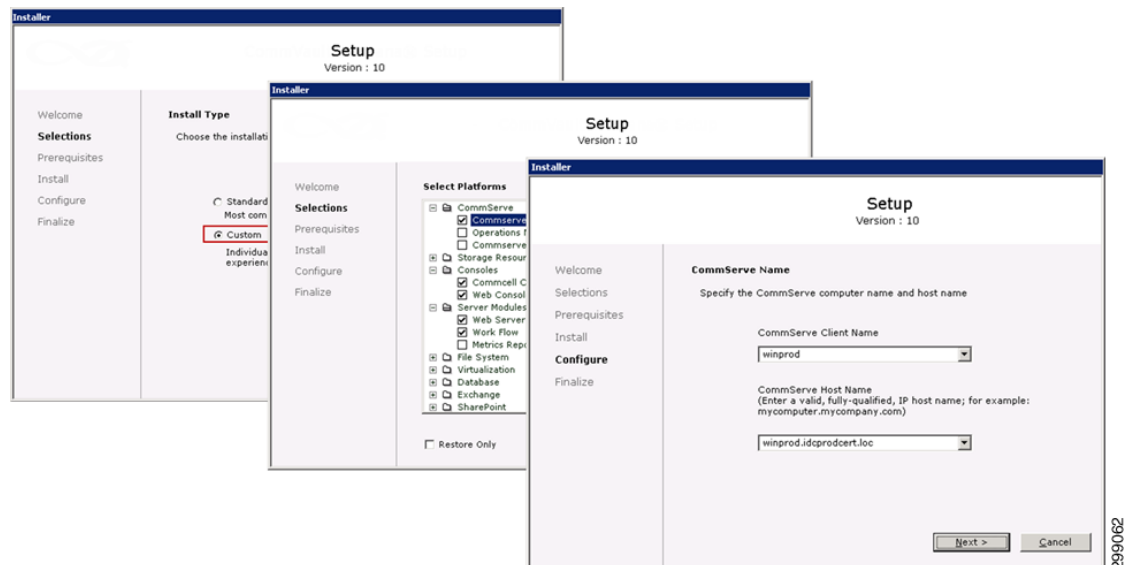 Installer
Setup
Version : 10
Welcome
Selections
Prerequisites
Install
Configure
Finalize
Install Type
Choose the installati
Standard
Most com
Custom
Individua
experien
Installer
Setup
Version : 10
Welcome
Selections
Prerequisites
Install
Configure
Finalize
Select Platforms
CommServe
Commserve
Operations
Commserve
Storage Resour
Consoles
Commcell C
Web Consol
Server Modules
Web Server
Work Flow
Metrics Repo
File System
Virtualization
Database
Exchange
SharePoint
Restore Only
Installer
Setup
Version : 10
Welcome
Selections
Prerequisites
Install
Configure
Finalize
CommServe Name
Specify the CommServe computer name and host name
CommServe Client Name
winprod
CommServe Host Name
(Enter a valid, fully-qualified, IP host name; for example:
mycomputer.mycompany.com)
winprod.idcprodcert.loc
Next >
Cancel
299062